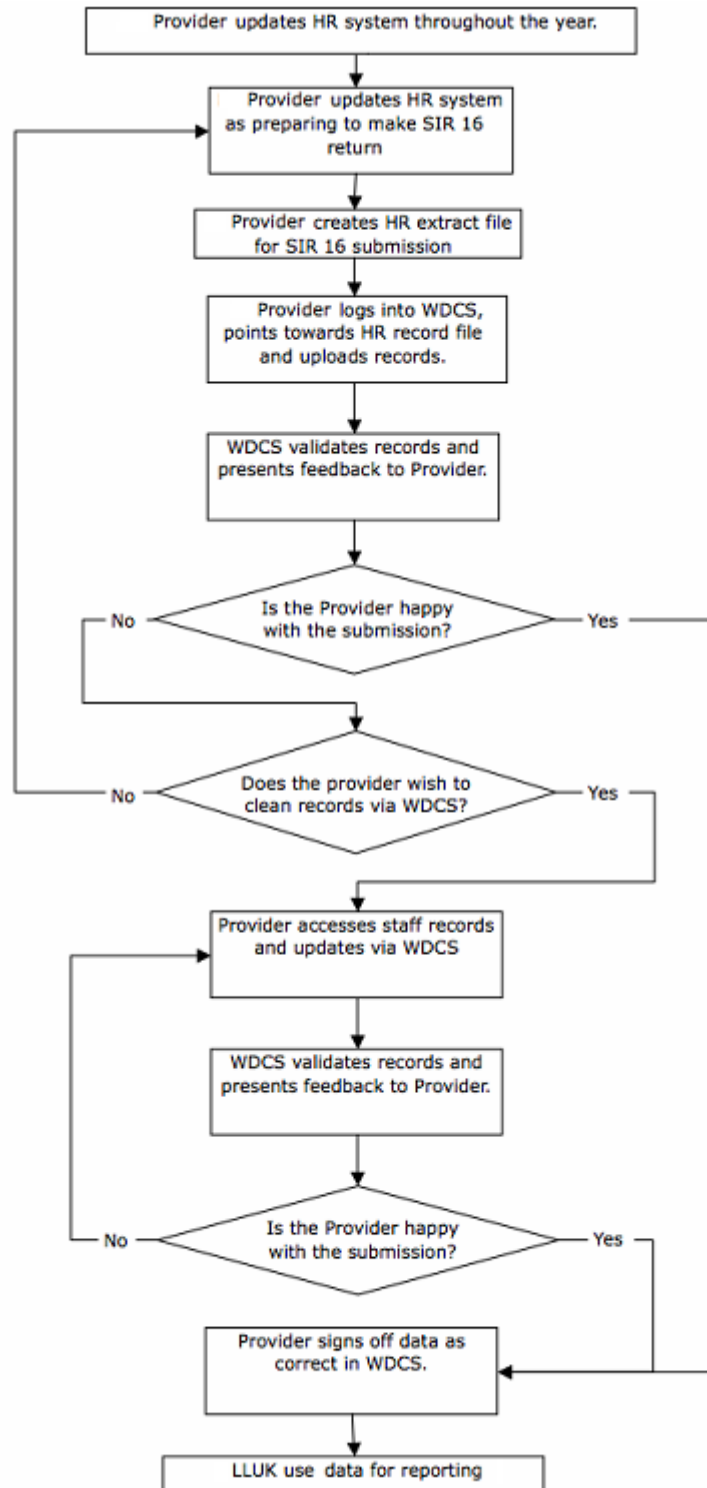 Provider updates HR system throughout the year.
Provider updates HR system
as preparing to make SIR 16
return
Provider creates HR extract file
for SIR 16 submission
Provider logs into WDCS,
points towards HR record file
and uploads records.
WDCS validates records and
presents feedback to Provider.
Is the Provider happy
with the submission?
No
Yes
Does the provider wish to
clean records via WDCS?
No
Yes
Provider accesses staff records
and updates via WDCS
WDCS validates records and
presents feedback to Provider.
Is the Provider happy
with the submission?
No
Yes
Provider signs off data as
correct in WDCS.
LLUK use data for reporting